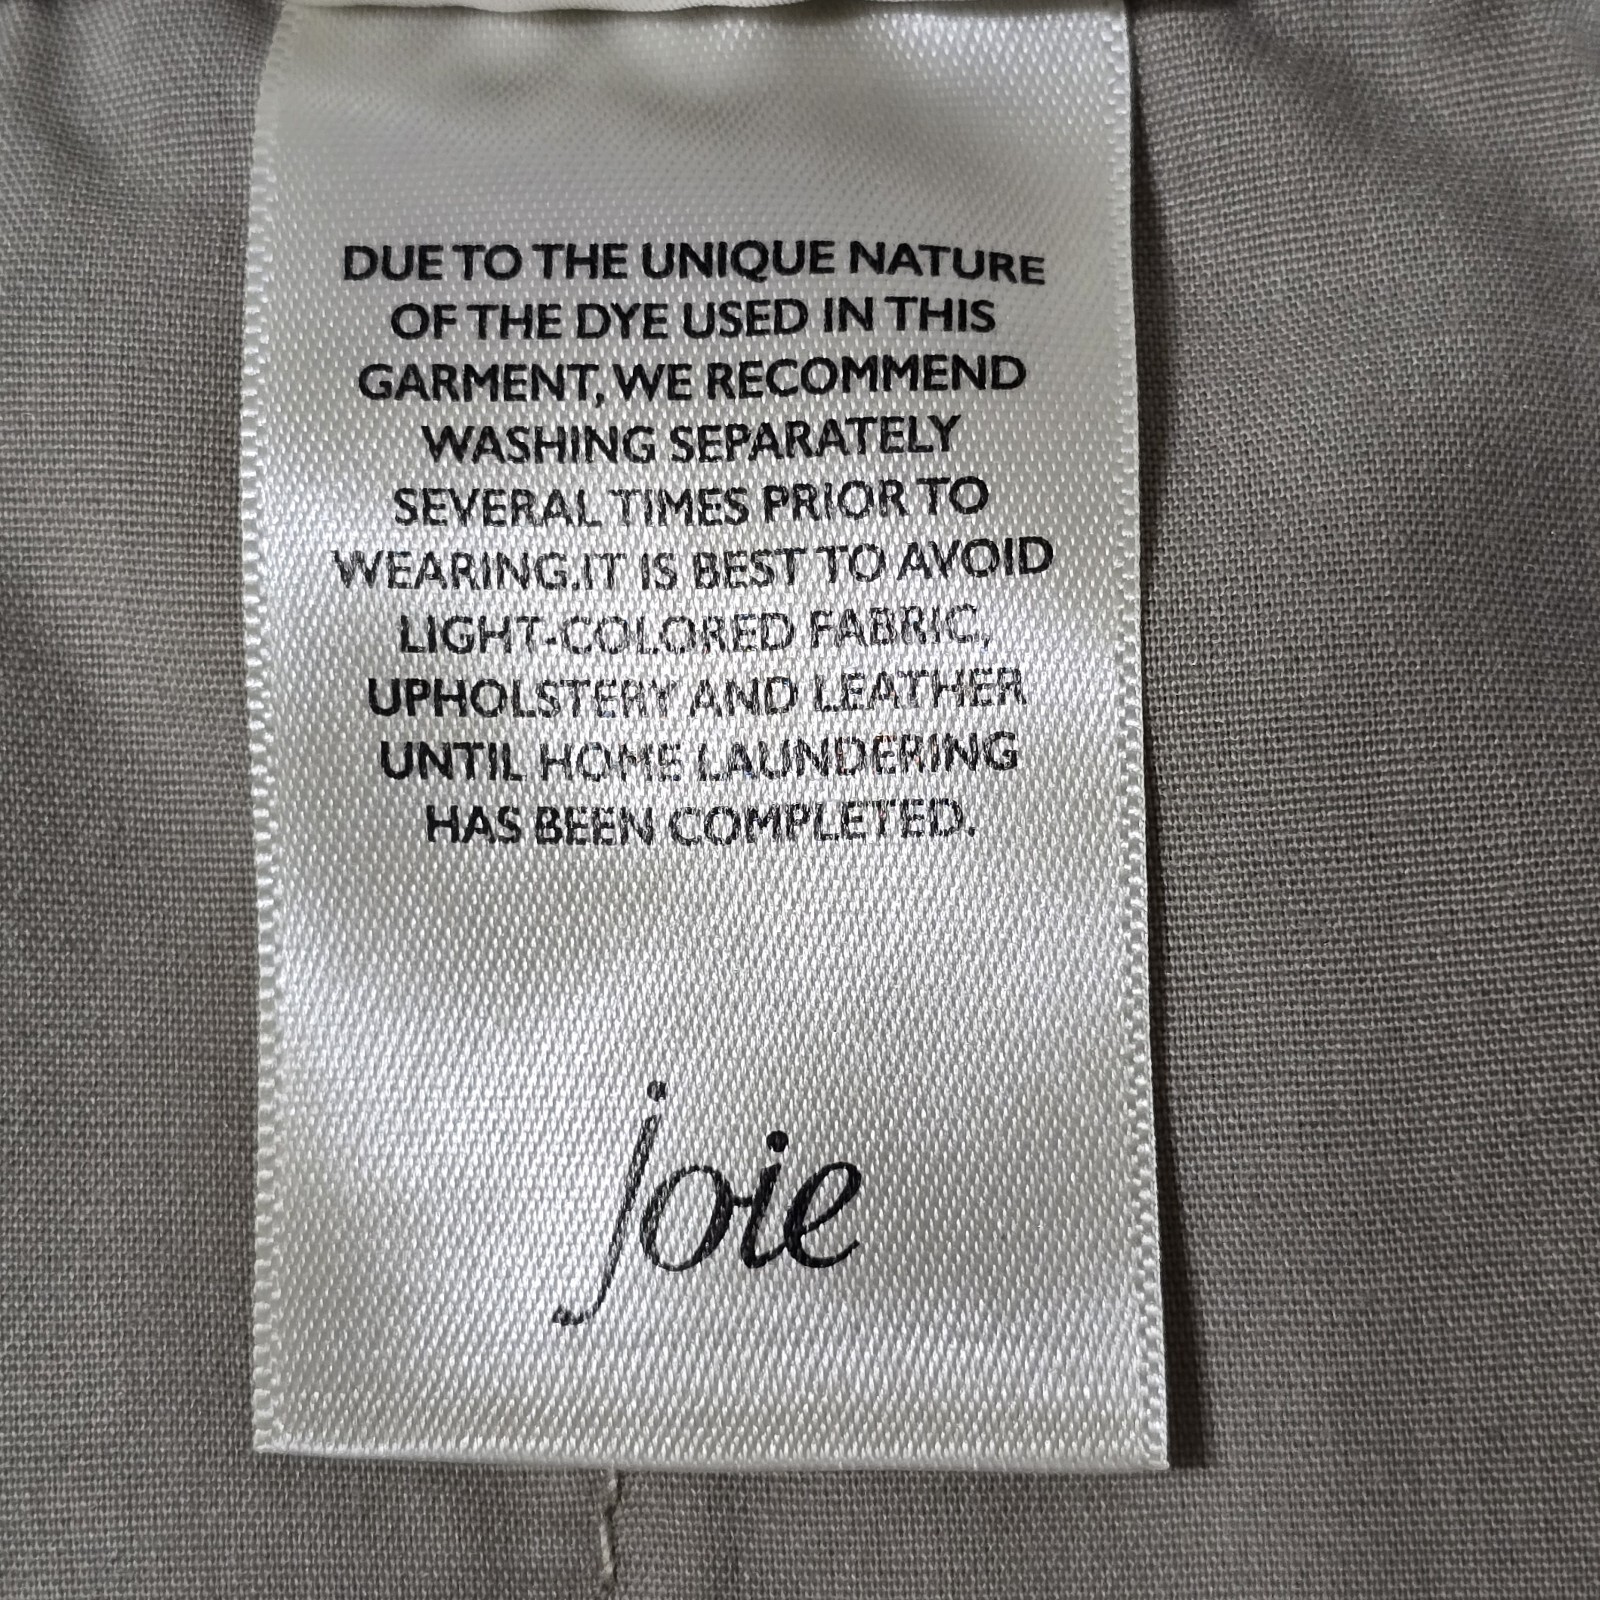 DUE TO THE UNIQUE NATURE
OF THE DYE USED IN THIS
GARMENT, WE RECOMMEND
WASHING SEPARATELY
SEVERAL TIMES PRIOR TO
WEARING.IT IS BEST TO AVOID
LIGHT-COLORED FABRIC,
UPHOLSTERY AND LEATHER
UNTIL HOME LAUNDERING
HAS BEEN COMPLETED.
joie